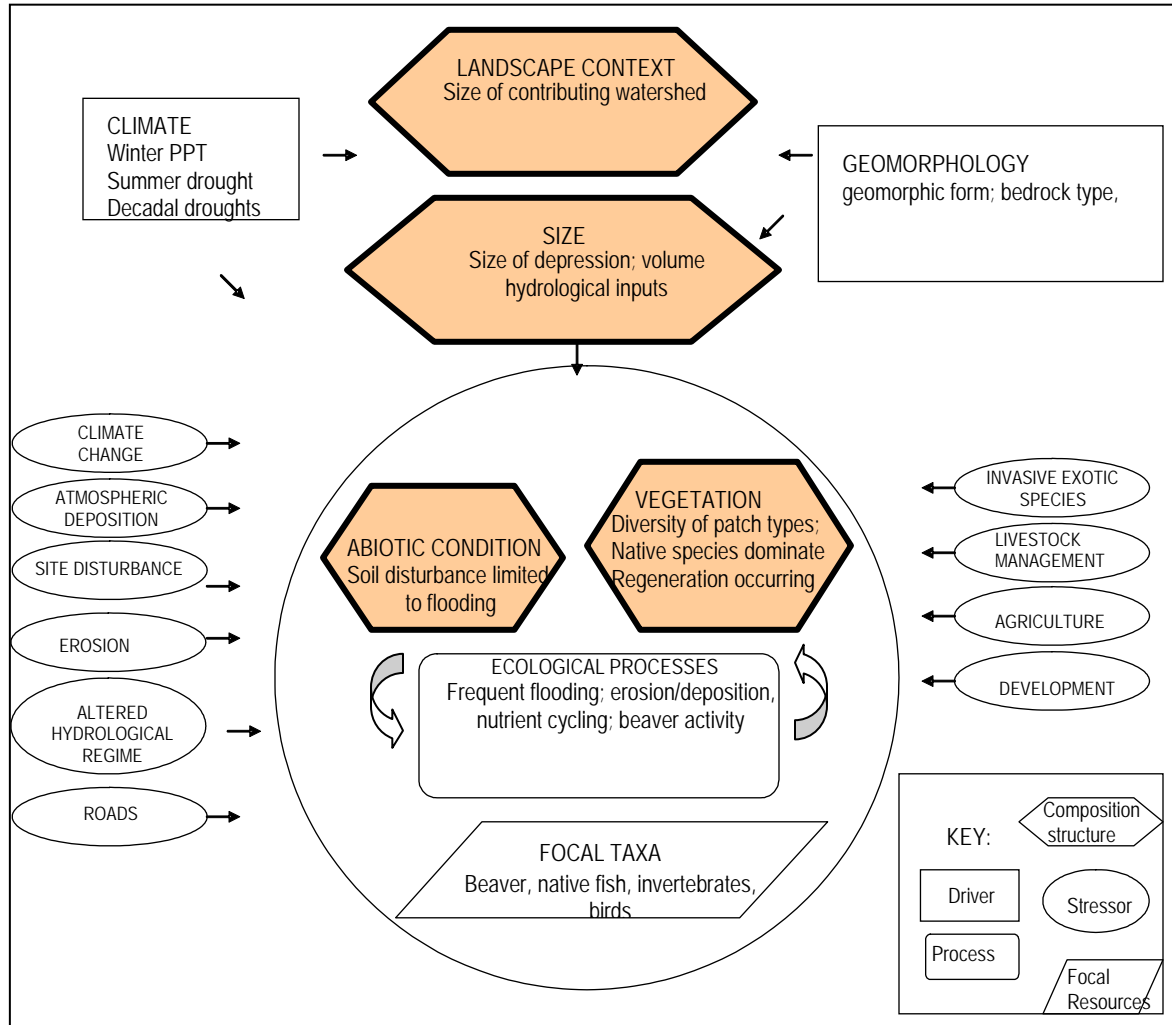 LANDSCAPE CONTEXT
Size of contributing watershed
CLIMATE
Winter PPT
Summer drought
Decadal droughts
GEOMORPHOLOGY
geomorphic form; bedrock type,
SIZE
Size of depression; volume
hydrological inputs
CLIMATE
CHANGE
ATMOSPHERIC
DEPOSITION
SITE DISTURBANCE
EROSION
ALTERED
HYDROLOGICAL
REGIME
ROADS
ABIOTIC CONDITION
Soil disturbance limited
to flooding
VEGETATION
Diversity of patch types;
Native species dominate
Regeneration occurring
ECOLOGICAL PROCESSES
Frequent flooding; erosion/deposition,
nutrient cycling; beaver activity
FOCAL TAXA
Beaver, native fish, invertebrates,
birds
INVASIVE EXOTIC
SPECIES
LIVESTOCK
MANAGEMENT
AGRICULTURE
DEVELOPMENT
KEY:
Composition
structure
Driver
Stressor
Process
Focal
Resources